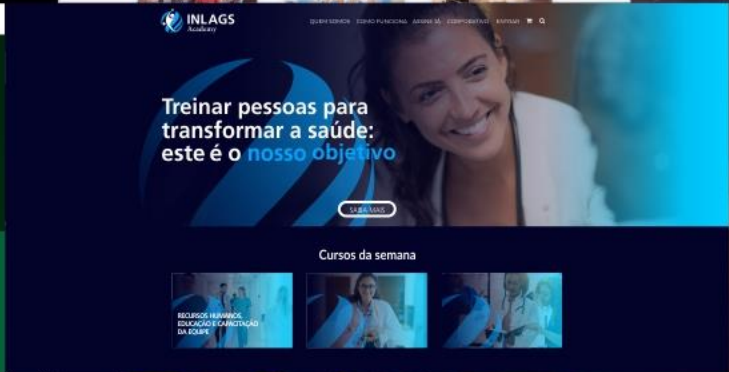 INLAGS
Academy
QUEM SOMOS COMO FUNCIONA ASSINE JÁ CORPORATIVO ENTRAR
Treinar pessoas para
transformar a saúde:
este é o nosso objetivo
SAIBA MAIS
Cursos da semana
RECURSOS HUMANOS,
EDUCAÇÃO E CAPACITAÇÃO
DA EQUIPE